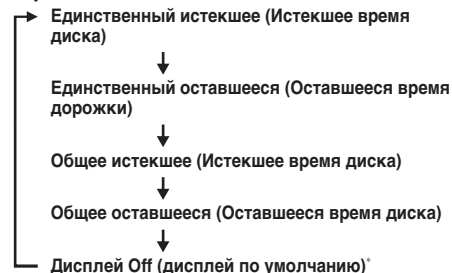 Единственный истекшее (Истекшее время
диска)
Единственный оставшееся (Оставшееся время
дорожки)
Общее истекшее (Истекшее время диска)
Общее оставшееся (Оставшееся время диска)
Дисплей Off (дисплей по умолчанию)*